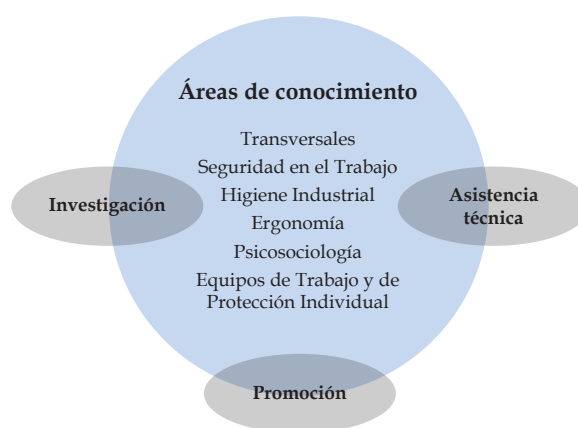 Áreas de conocimiento
Transversales
Seguridad en el Trabajo
Higiene Industrial
Ergonomía
Psicosociología
Equipos de Trabajo y de
Protección Individual
Investigación
Asistencia
técnica
Promoción